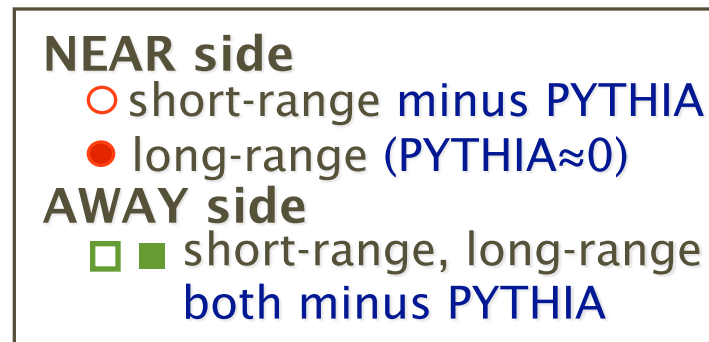 NEAR side
short-range minus PYTHIA
long-range (PYTHIA≈0)
AWAY side
short-range, long-range
both minus PYTHIA